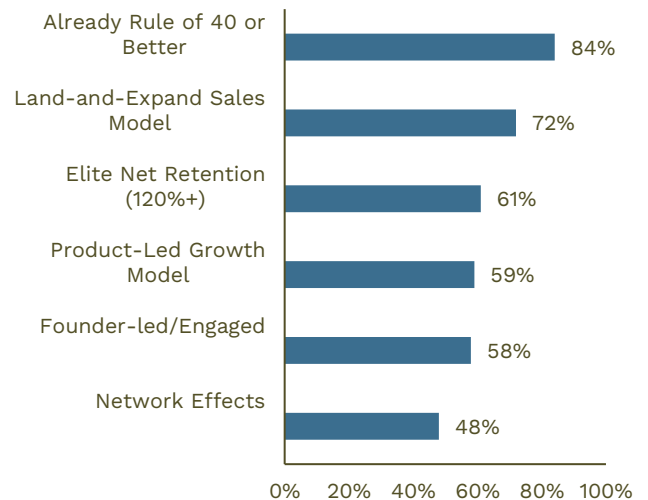 Already Rule of 40 or
Better
84%
Land-and-Expand Sales
Model
72%
Elite Net Retention
(120%+)
61%
Product-Led Growth
Model
59%
Founder-led/Engaged
58%
Network Effects
48%
0% 20% 40% 60% 80% 100%